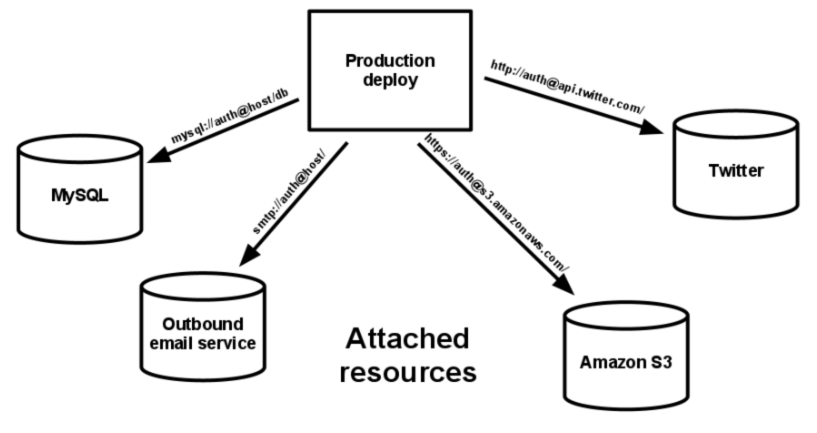 Production
deploy
mysql://auth@host/db
http://auth@api.twitter.com/
smtp://auth@host/
https://auth@s3.amazonaws.com/
MySQL
Twitter
Outbound
email service
Attached
resources
Amazon S3